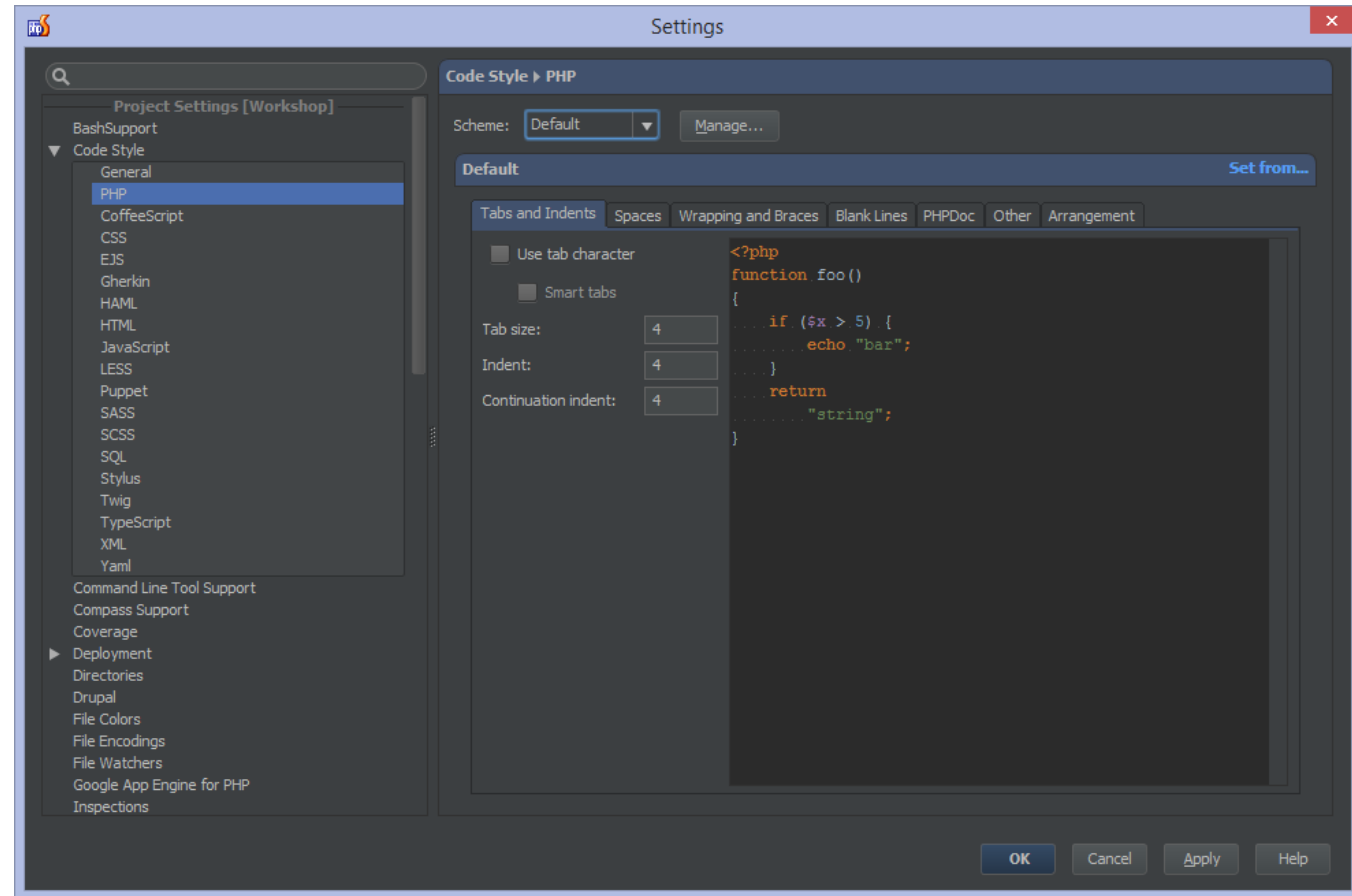 php
Settings
Project Settings [Workshop]
BashSupport
Code Style
General
PHP
CoffeeScript
CSS
EJS
Gherkin
HAML
HTML
JavaScript
LESS
Puppet
SASS
SCSS
SQL
Stylus
Twig
TypeScript
XML
Yaml
Command Line Tool Support
Compass Support
Coverage
Deployment
Directories
Drupal
File Colors
File Encodings
File Watchers
Google App Engine for PHP
Inspections
Code Style PHP
Scheme: Default Manage...
Default Set from...
Tabs and Indents Spaces Wrapping and Braces Blank Lines PHPDoc Other Arrangement
Use tab character
Smart tabs
Tab size: 4
Indent: 4
Continuation indent: 4
<?php
function foo()
{
    if ($x > 5) {
        echo "bar";
    }
    return
        "string";
}
OK Cancel Apply Help